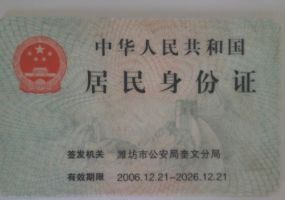 中华人民共和国
居民身份证
签发机关 潍坊市公安局奎文分局
有效期限 2006.12.21-2026.12.21